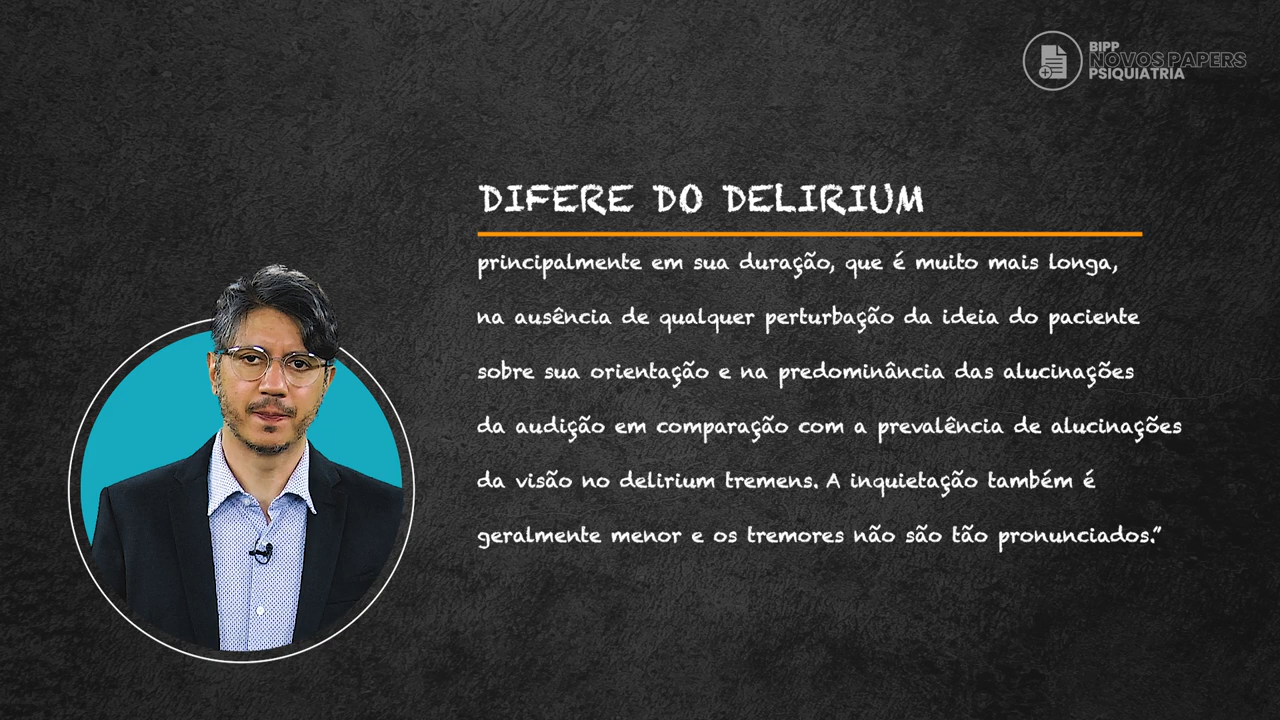 BIPP
NOVOS PAPERS
PSIQUIATRIA
DIFERE DO DELIRIUM
principalmente em sua duração, que é muito mais longa,
na ausência de qualquer perturbação da ideia do paciente
sobre sua orientação e na predominância das alucinações
da audição em comparação com a prevalência de alucinações
da visão no delirium tremens. A inquietação também é
geralmente menor e os tremores não são tão pronunciados.”